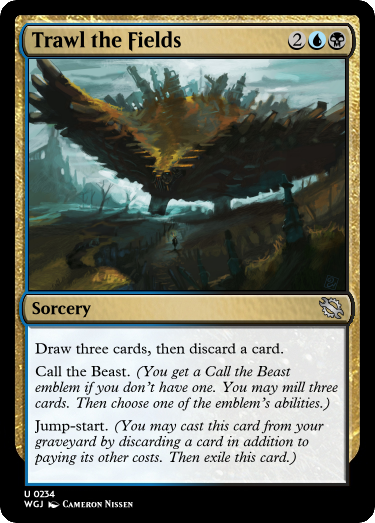 Trawl the Fields 2
Sorcery
Draw three cards, then discard a card.
Call the Beast. (You get a Call the Beast
emblem if you don't have one. You may mill three
cards. Then choose one of the emblem's abilities.)
Jump-start. (You may cast this card from your
graveyard by discarding a card in addition to
paying its other costs. Then exile this card.)
U 0234
WGJ Cameron Nissen